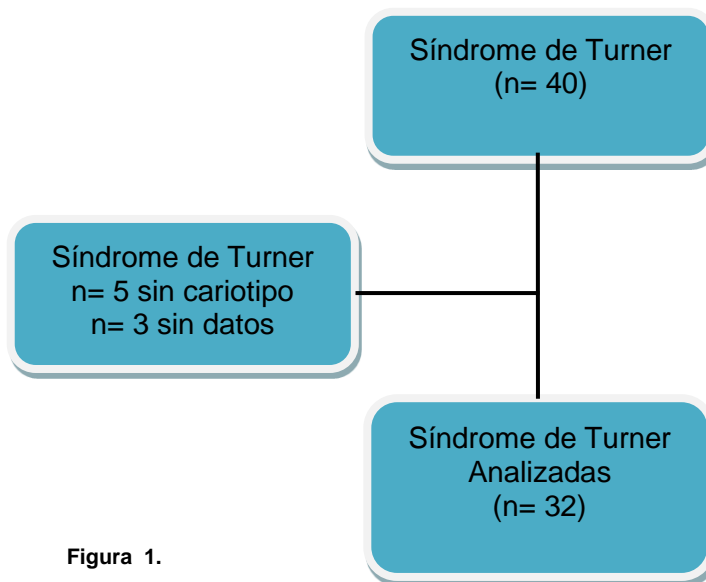 Síndrome de Turner
(n= 40)
Síndrome de Turner
n= 5 sin cariotipo
n= 3 sin datos
Síndrome de Turner
Analizadas
(n= 32)
Figura 1.